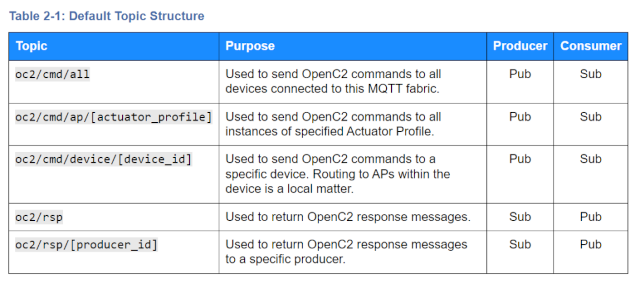 Table 2-1: Default Topic Structure
Topic Purpose Producer Consumer
oc2/cmd/all Used to send OpenC2 commands to all Pub Sub
devices connected to this MQTT fabric.
oc2/cmd/ap/[actuator_profile] Used to send OpenC2 commands to all Pub Sub
instances of specified Actuator Profile.
oc2/cmd/device/[device_id] Used to send OpenC2 commands to a Pub Sub
specific device. Routing to APs within the
device is a local matter.
oc2/rsp Used to return OpenC2 response messages. Sub Pub
oc2/rsp/[producer_id] Used to return OpenC2 response messages Sub Pub
to a specific producer.